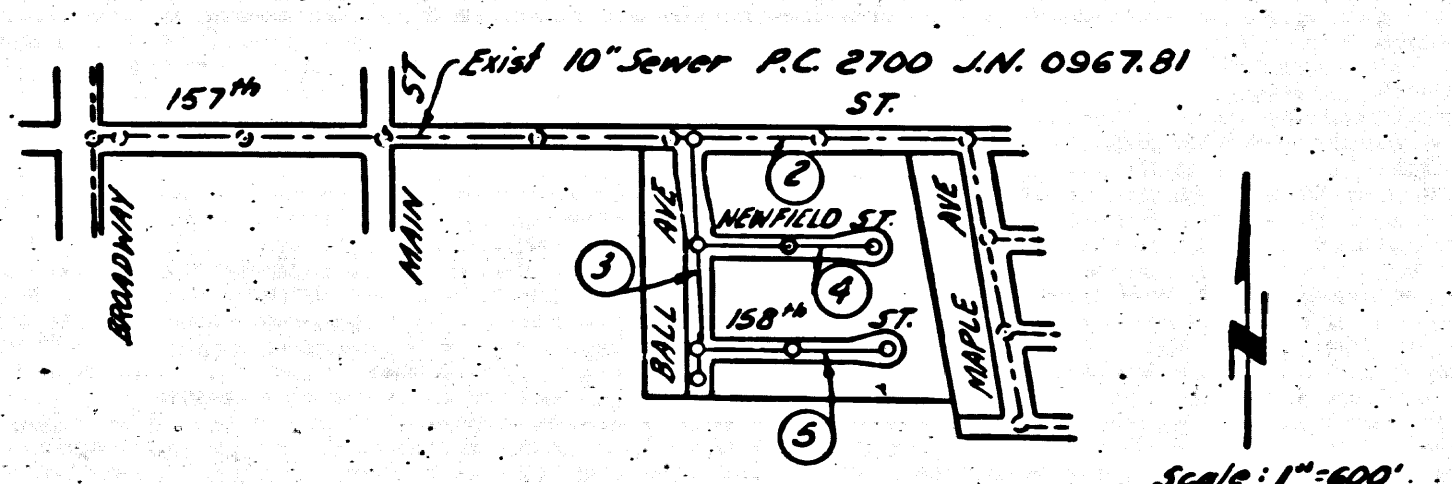 Exist 10" Sewer P.C. 2700 J.N. 0967.81
157th
ST
ST.
2
AVE
NEWFIELD ST.
AVE
BROADWAY
MAIN
3
4
BALL
158th ST.
MAPLE
5
Scale: 1"=600'